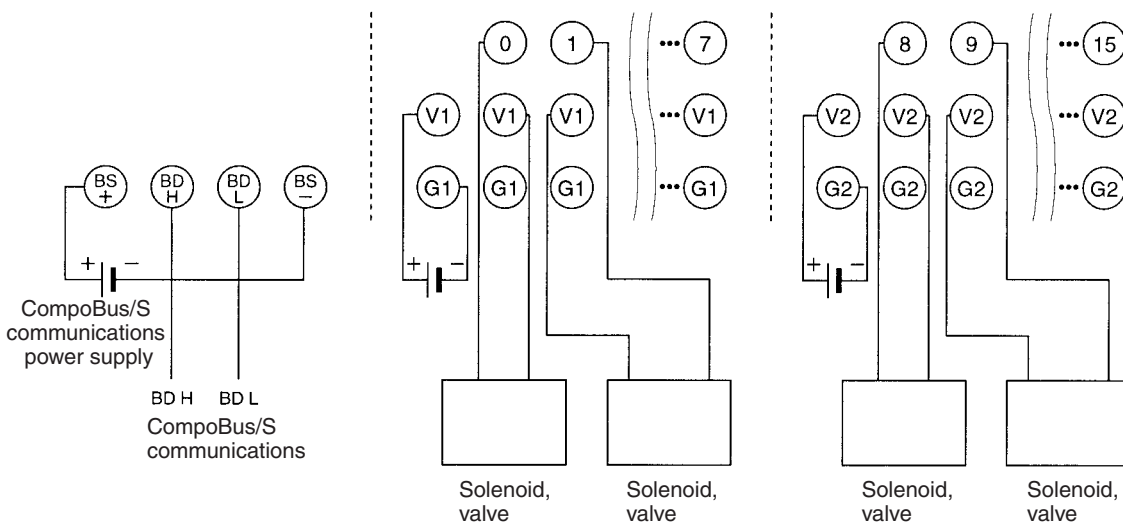 0 1 ••• 7
8 9 ••• 15
V1 V1 V1 ••• V1
V2 V2 V2 ••• V2
BS + BD H BD L BS −
G1 G1 G1 ••• G1
G2 G2 G2 ••• G2
+ −
+ −
+ −
CompoBus/S
communications
power supply
BD H BD L
CompoBus/S
communications
Solenoid,
valve
Solenoid,
valve
Solenoid,
valve
Solenoid,
valve